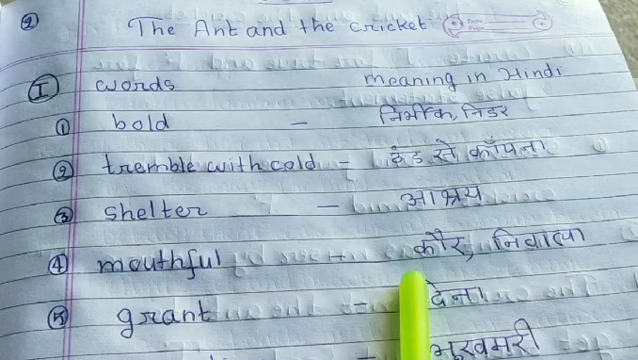 ② The Ant and the cricket
Ⓘ words meaning in Hindi
① bold - निर्भीक, निडर
② tremble with cold - ठंड से काँपना
③ shelter - आश्रय
④ mouthful - कौर, निवाला
⑤ grant - देना
- भुखमरी